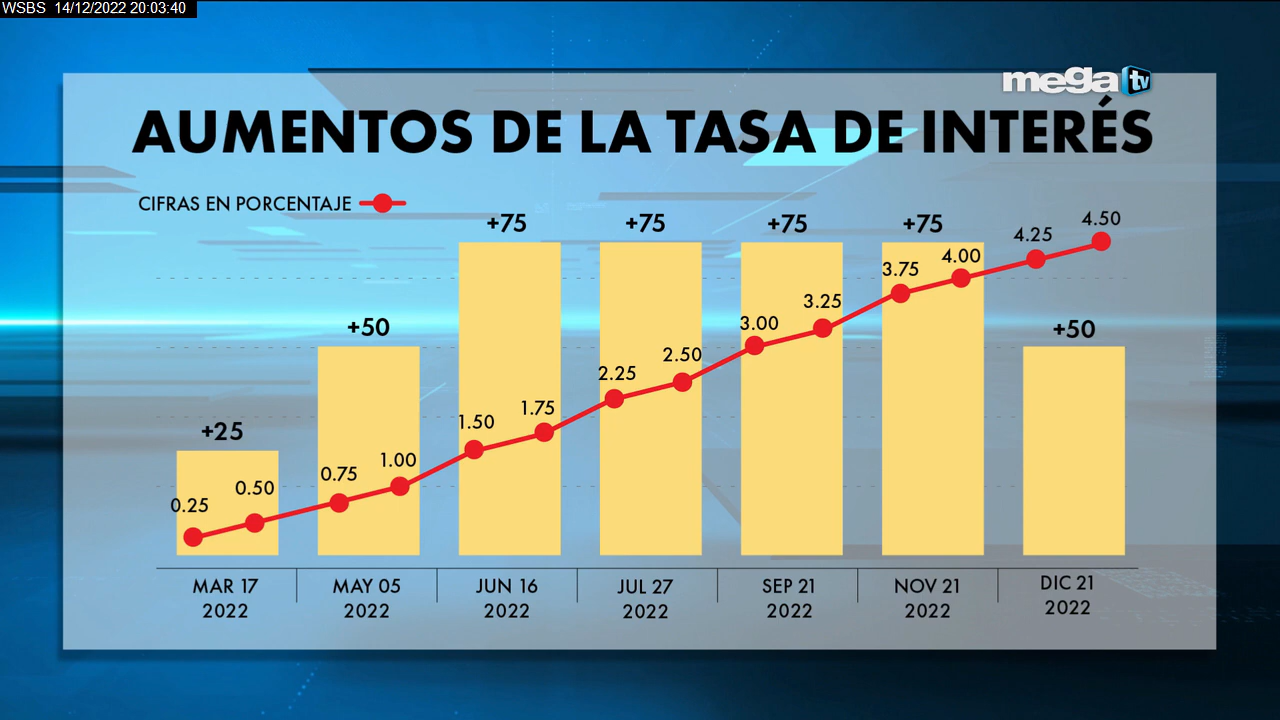 WSBS 14/12/2022 20:03:40
mega tv
AUMENTOS DE LA TASA DE INTERÉS
CIFRAS EN PORCENTAJE
+25
+50
+75
+75
+75
+75
+50
0.25
0.50
0.75
1.00
1.50
1.75
2.25
2.50
3.00
3.25
3.75
4.00
4.25
4.50
MAR 17
2022
MAY 05
2022
JUN 16
2022
JUL 27
2022
SEP 21
2022
NOV 21
2022
DIC 21
2022